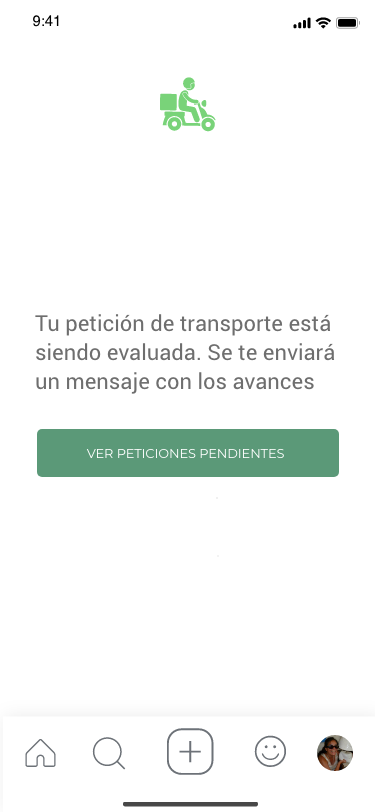 9:41
Tu petición de transporte está
siendo evaluada. Se te enviará
un mensaje con los avances
VER PETICIONES PENDIENTES